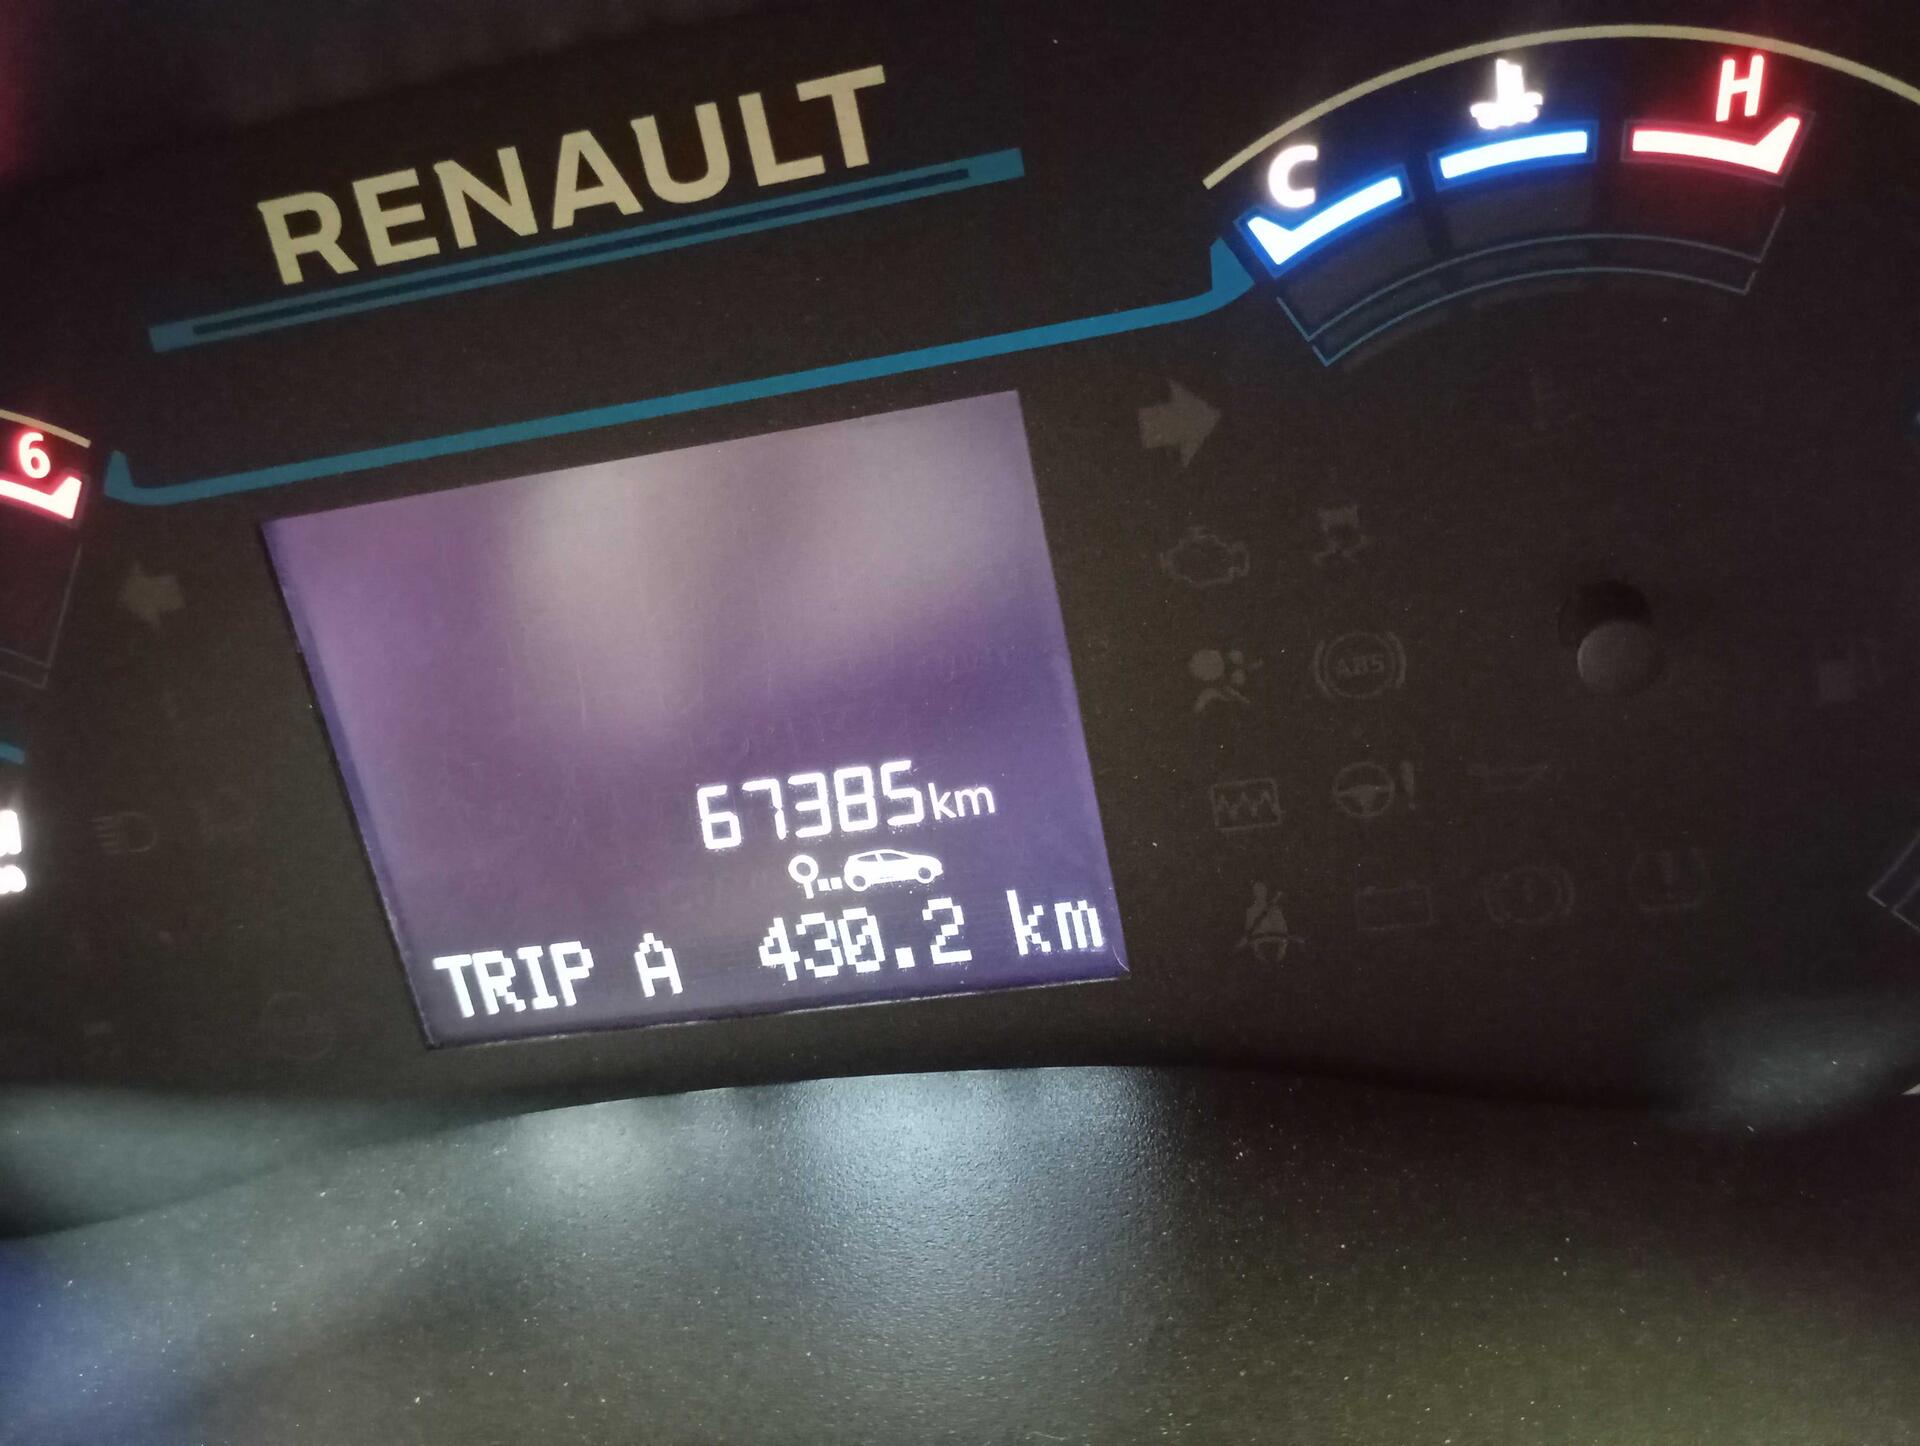 RENAULT
C H
6
67385km
TRIP A 430.2 km
ABS